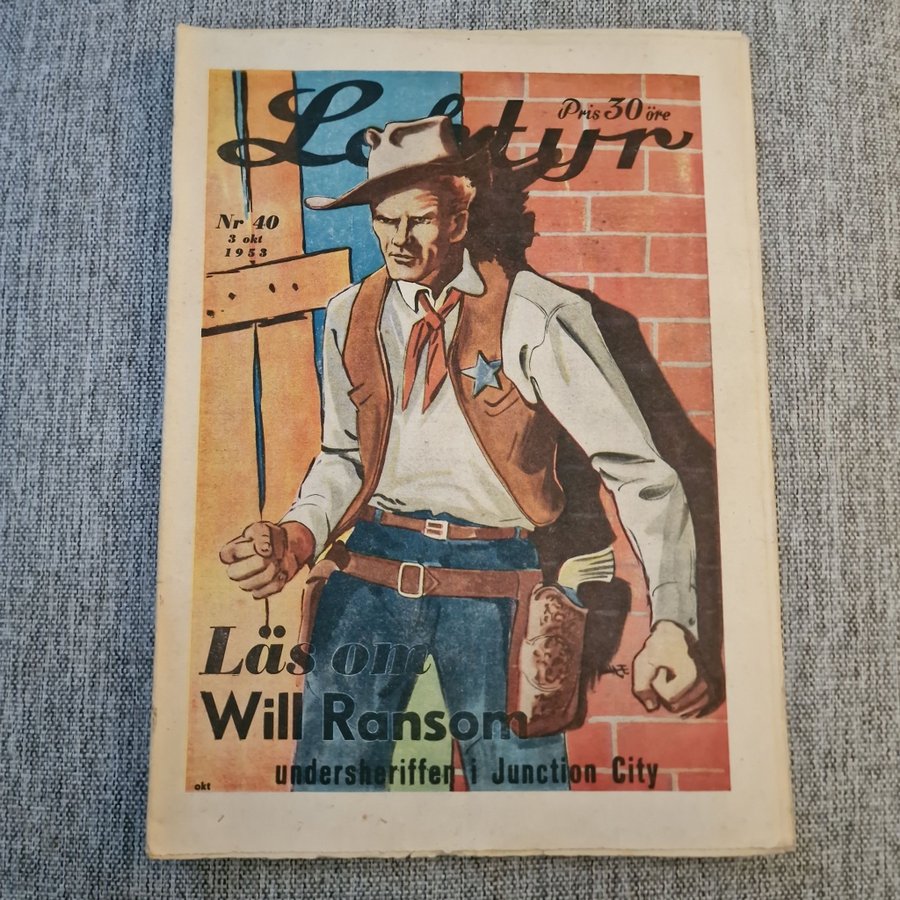 Pris 30 öre
Lektyr
Nr 40
3 okt
1953
Läs om
Will Ransom
undersheriffen i Junction City
okt